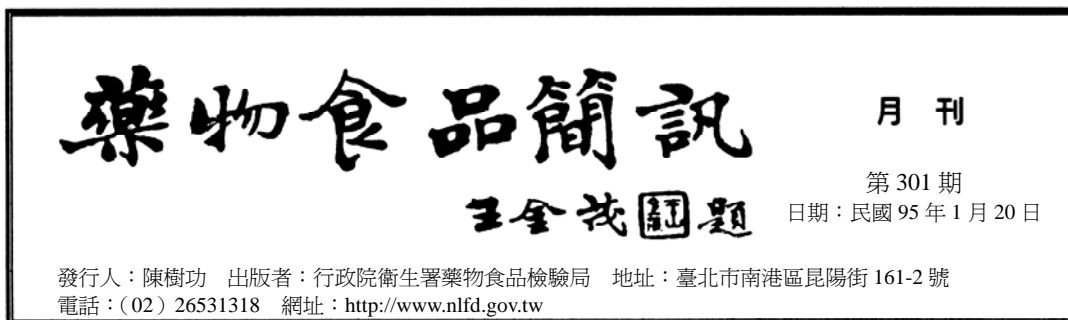 藥物食品簡訊
月 刊
第 301 期
日期：民國 95 年 1 月 20 日
王金茂 題
發行人：陳樹功 出版者：行政院衛生署藥物食品檢驗局 地址：臺北市南港區昆陽街 161-2 號
電話：（02）26531318 網址：http://www.nlfd.gov.tw